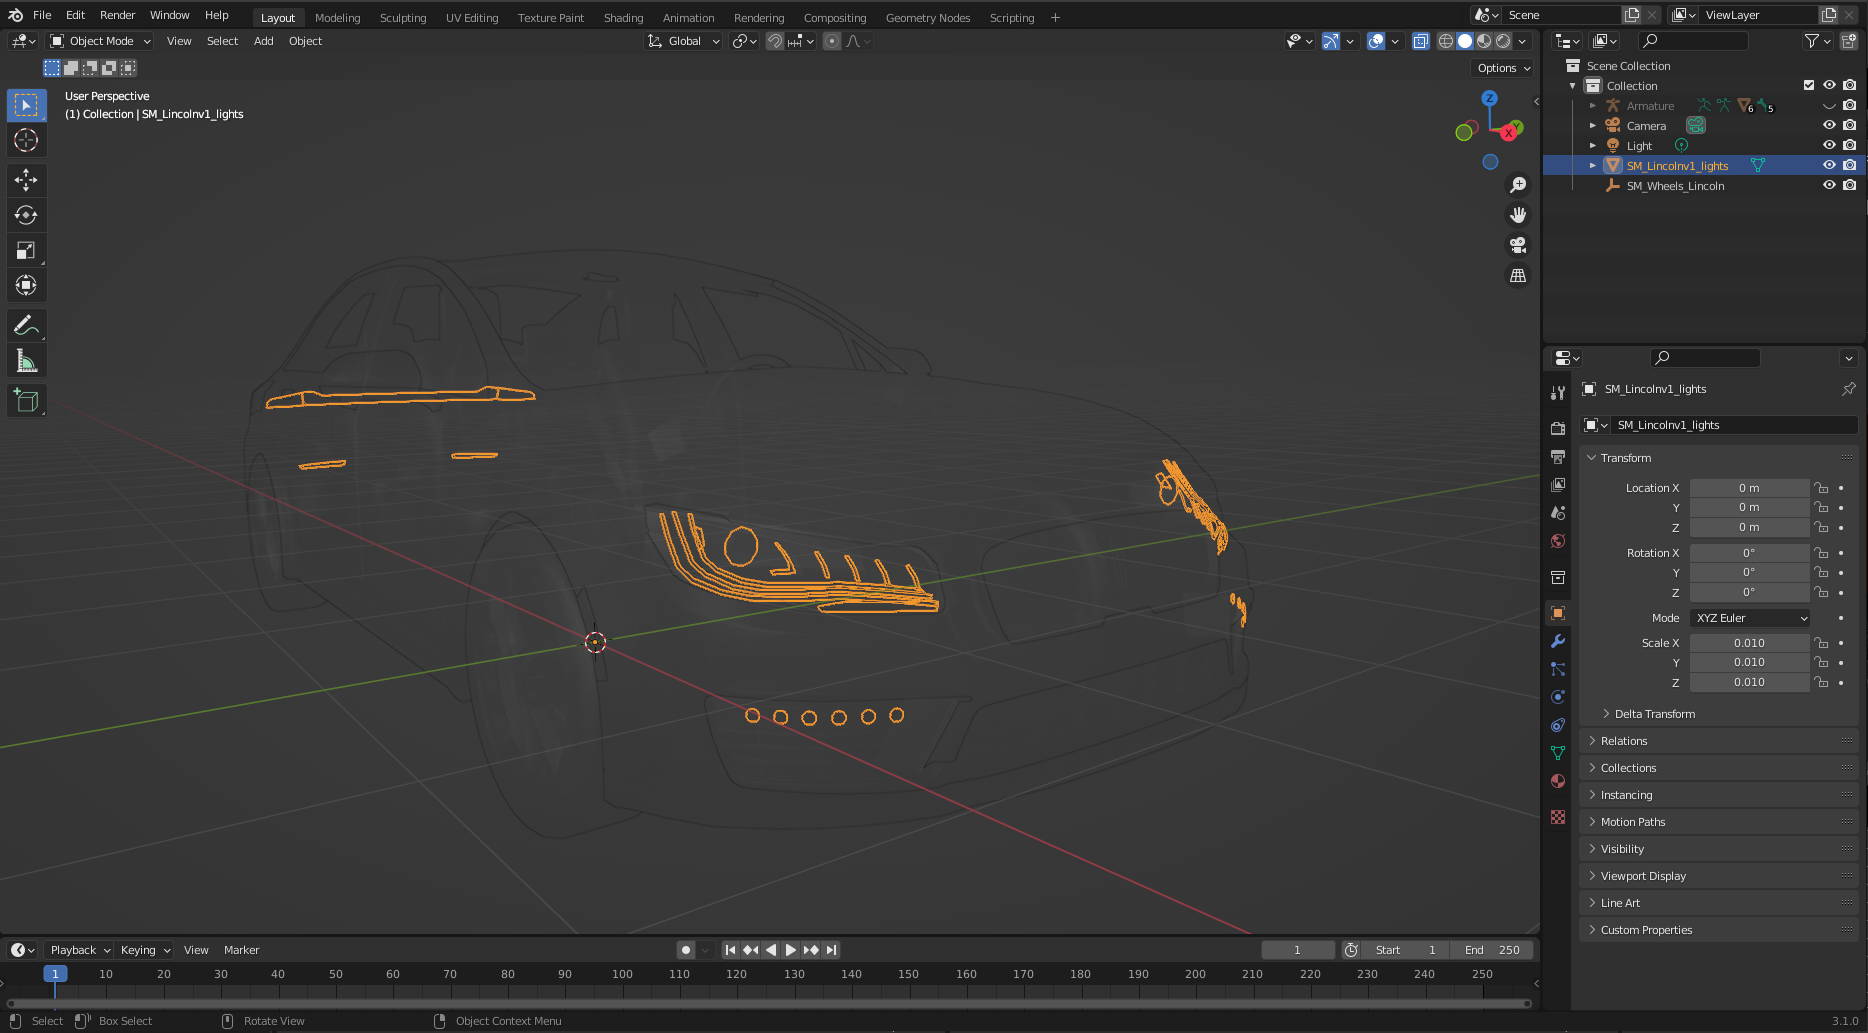 File Edit Render Window Help Layout Modeling Sculpting UV Editing Texture Paint Shading Animation Rendering Compositing Geometry Nodes Scripting + Scene ViewLayer
Object Mode View Select Add Object Global
Options
User Perspective
(1) Collection | SM_Lincolnv1_lights
Z
Y
X
Scene Collection
Collection
Armature 6 5
Camera
Light
SM_Lincolnv1_lights
SM_Wheels_Lincoln
SM_Lincolnv1_lights
SM_Lincolnv1_lights
Transform
Location X 0 m
Y 0 m
Z 0 m
Rotation X 0°
Y 0°
Z 0°
Mode XYZ Euler
Scale X 0.010
Y 0.010
Z 0.010
Delta Transform
Relations
Collections
Instancing
Motion Paths
Visibility
Viewport Display
Line Art
Custom Properties
Playback Keying View Marker 1 Start 1 End 250
1 10 20 30 40 50 60 70 80 90 100 110 120 130 140 150 160 170 180 190 200 210 220 230 240 250
Select Box Select Rotate View Object Context Menu 3.1.0